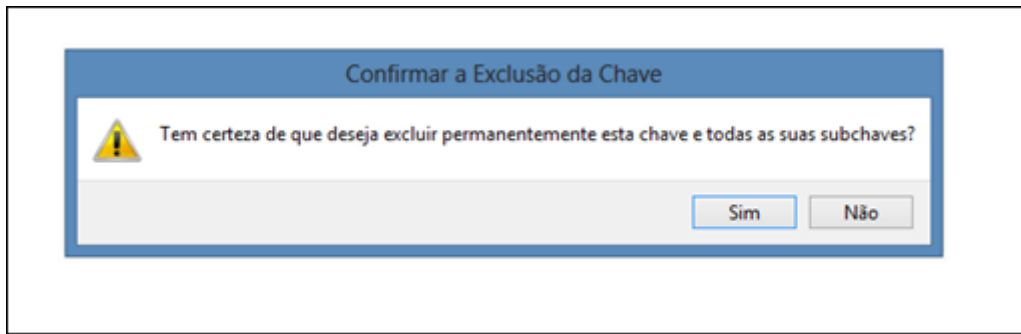 Confirmar a Exclusão da Chave
Tem certeza de que deseja excluir permanentemente esta chave e todas as suas subchaves?
Sim Não